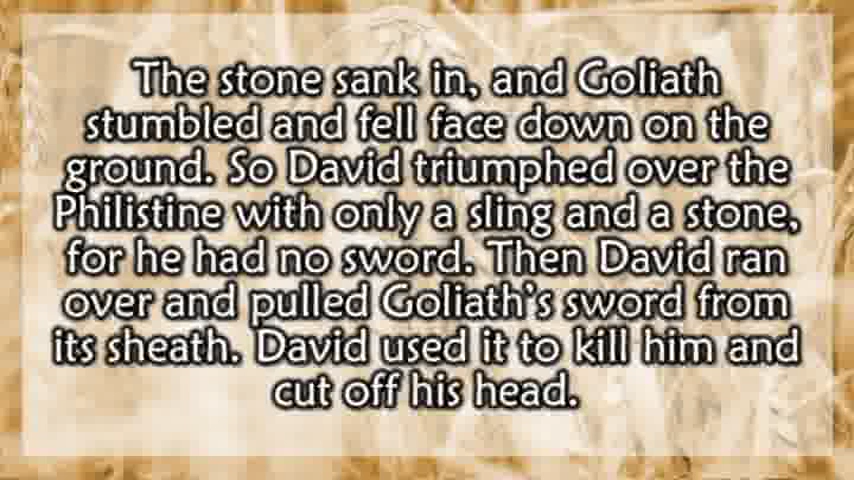 The stone sank in, and Goliath
stumbled and fell face down on the
ground. So David triumphed over the
Philistine with only a sling and a stone,
for he had no sword. Then David ran
over and pulled Goliath's sword from
its sheath. David used it to kill him and
cut off his head.